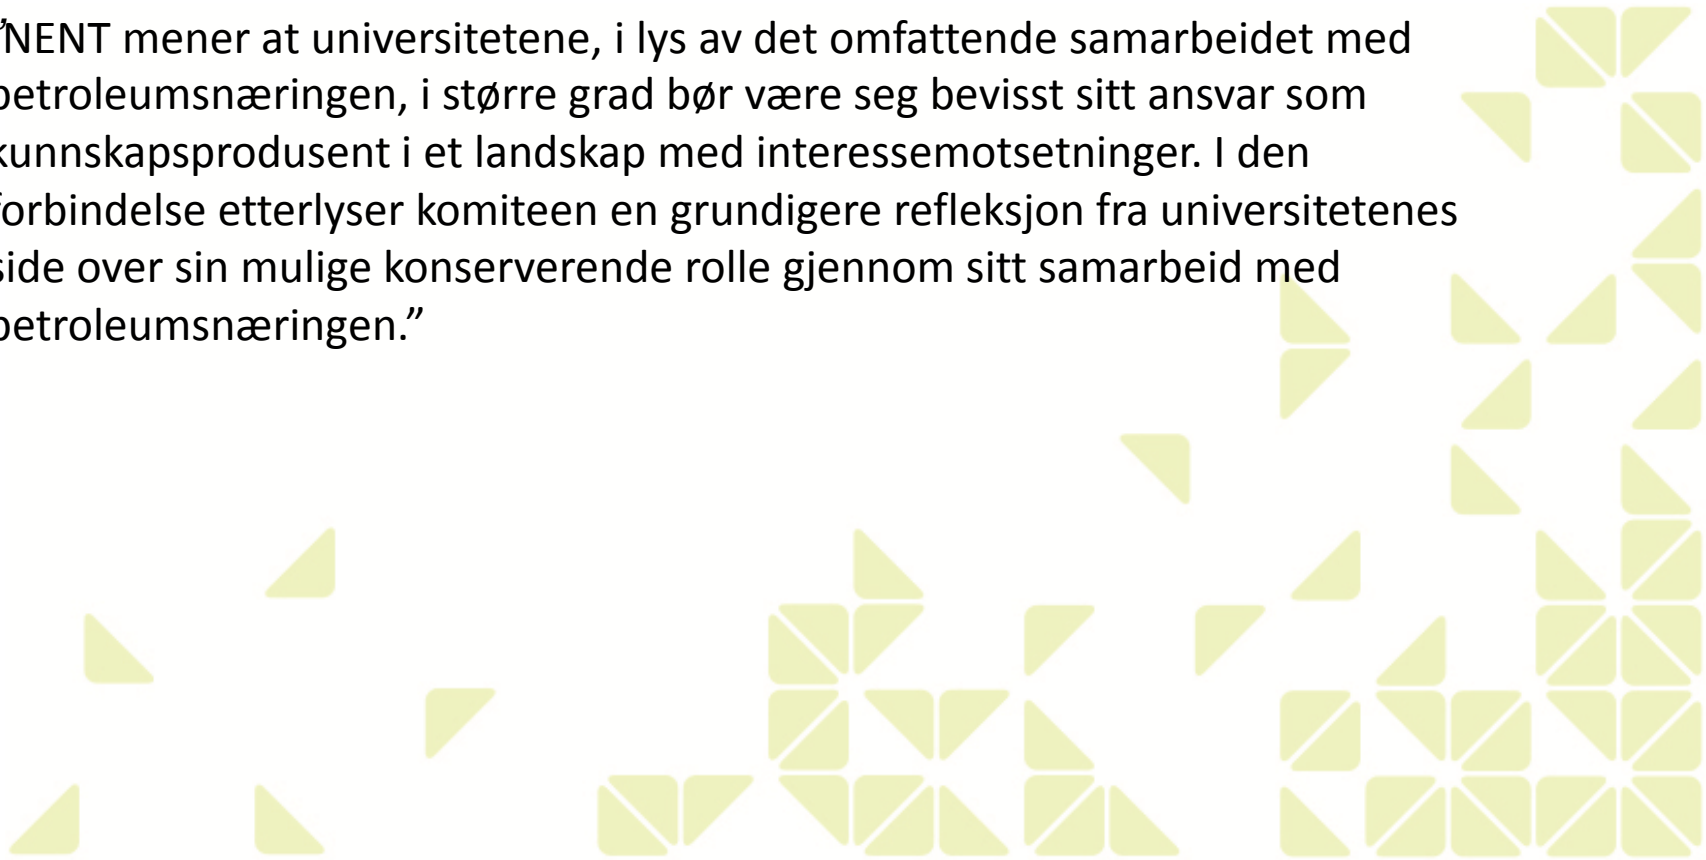 ”NENT mener at universitetene, i lys av det omfattende samarbeidet med
petroleumsnæringen, i større grad bør være seg bevisst sitt ansvar som
kunnskapsprodusent i et landskap med interessemotsetninger. I den
forbindelse etterlyser komiteen en grundigere refleksjon fra universitetenes
side over sin mulige konserverende rolle gjennom sitt samarbeid med
petroleumsnæringen.”